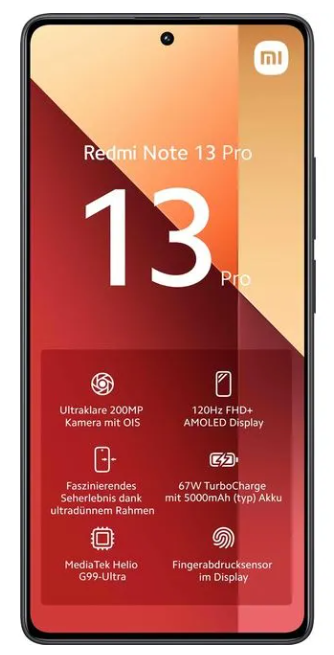 mi
Redmi Note 13 Pro
13
Pro
Ultraklare 200MP
Kamera mit OIS
120Hz FHD+
AMOLED Display
Faszinierendes
Seherlebnis dank
ultradünnem Rahmen
67W TurboCharge
mit 5000mAh (typ) Akku
MediaTek Helio
G99-Ultra
Fingerabdrucksensor
im Display